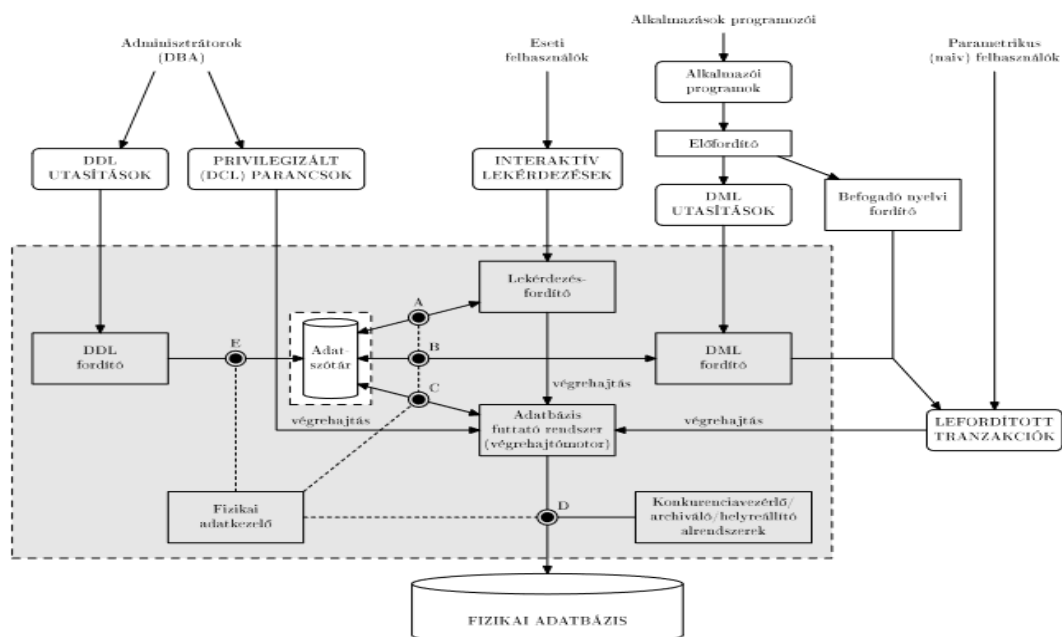 Alkalmazások programozói
Adminisztrátorok
(DBA)
Eseti
felhasználók
Parametrikus
(naiv) felhasználók
Alkalmazói
programok
Előfordító
DDL
UTASÍTÁSOK
PRIVILEGIZÁLT
(DCL) PARANCSOK
INTERAKTÍV
LEKÉRDEZÉSEK
DML
UTASÍTÁSOK
Befogadó nyelvi
fordító
Lekérdezés-
fordító
A
DDL
fordító
E
Adat-
szótár
B
DML
fordító
C
végrehajtás
végrehajtás
Adatbázis
futtató rendszer
(végrehajtómotor)
végrehajtás
LEFORDÍTOTT
TRANZAKCIÓK
Fizikai
adatkezelő
D
Konkurenciavezérlő/
archiváló/helyreállító
alrendszerek
FIZIKAI ADATBÁZIS